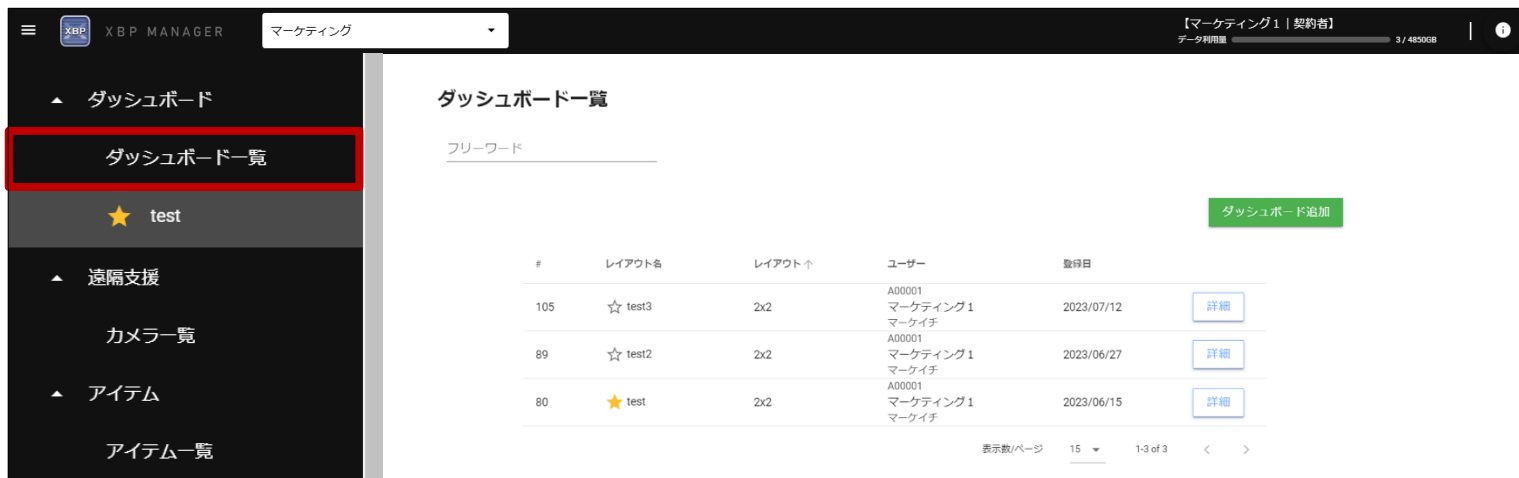 XBP XBP MANAGER マーケティング 【マーケティング1｜契約者】
データ利用量 3 / 4850GB
ダッシュボード
ダッシュボード一覧
test
遠隔支援
カメラ一覧
アイテム
アイテム一覧
ダッシュボード一覧
フリーワード
ダッシュボード追加
# レイアウト名 レイアウト↑ ユーザー 登録日
A00001
105 test3 2x2 マーケティング1 2023/07/12 詳細
マーケイチ
A00001
89 test2 2x2 マーケティング1 2023/06/27 詳細
マーケイチ
A00001
80 test 2x2 マーケティング1 2023/06/15 詳細
マーケイチ
表示数/ページ 15 1-3 of 3